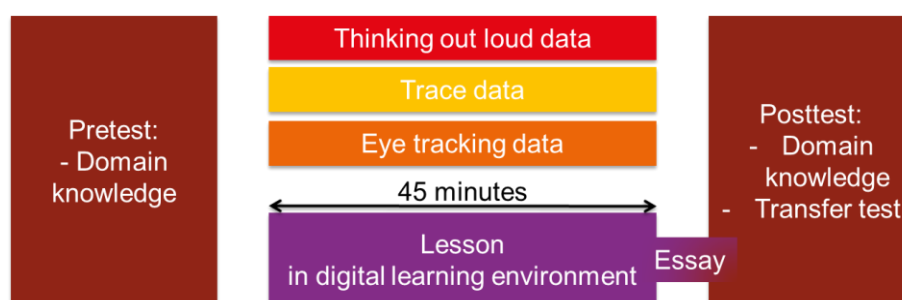 Pretest:
- Domain
knowledge
Thinking out loud data
Trace data
Eye tracking data
45 minutes
Lesson
in digital learning environment
Essay
Posttest:
- Domain
knowledge
- Transfer test